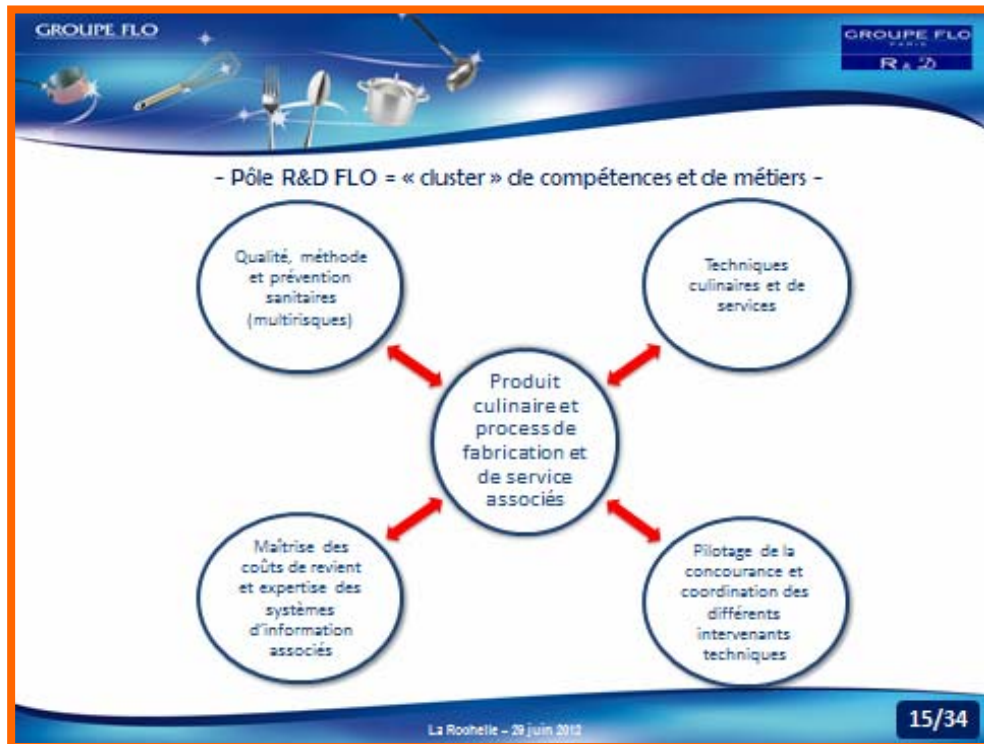 GROUPE FLO
GROUPE FLO
PARIS
R & D
- Pôle R&D FLO = « cluster » de compétences et de métiers -
Qualité, méthode
et prévention
sanitaires
(multirisques)
Techniques
culinaires et de
services
Produit
culinaire et
process de
fabrication et
de service
associés
Maîtrise des
coûts de revient
et expertise des
systèmes
d'information
associés
Pilotage de la
concourance et
coordination des
différents
intervenants
techniques
La Rochelle – 29 juin 2012
15/34